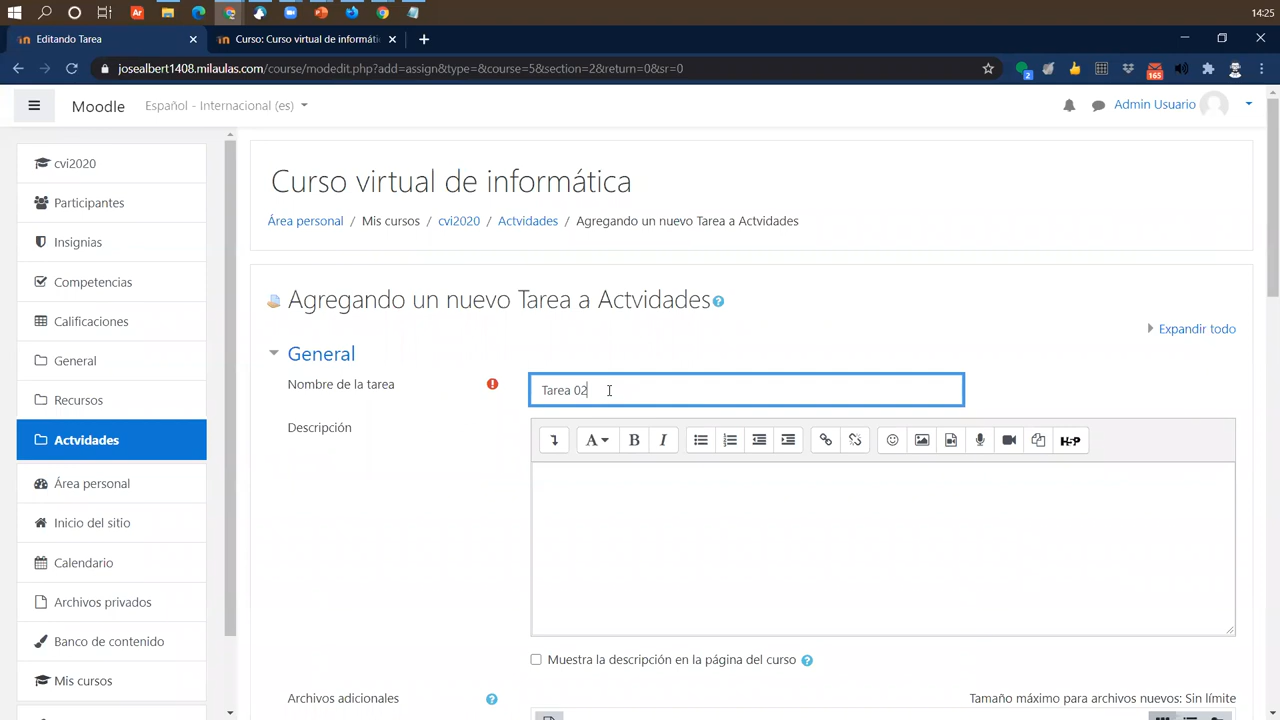 14:25
Editando Tarea
Curso: Curso virtual de informáti
josealbert1408.milaulas.com/course/modedit.php?add=assign&type=&course=5&section=2&return=0&sr=0
2
165
Moodle
Español - Internacional (es)
Admin Usuario
cvi2020
Participantes
Insignias
Competencias
Calificaciones
General
Recursos
Actvidades
Área personal
Inicio del sitio
Calendario
Archivos privados
Banco de contenido
Mis cursos
Curso virtual de informática
Área personal / Mis cursos / cvi2020 / Actvidades / Agregando un nuevo Tarea a Actvidades
Agregando un nuevo Tarea a Actvidades
Expandir todo
General
Nombre de la tarea
Tarea 02
Descripción
A
B
I
H-P
Muestra la descripción en la página del curso
Archivos adicionales
Tamaño máximo para archivos nuevos: Sin límite